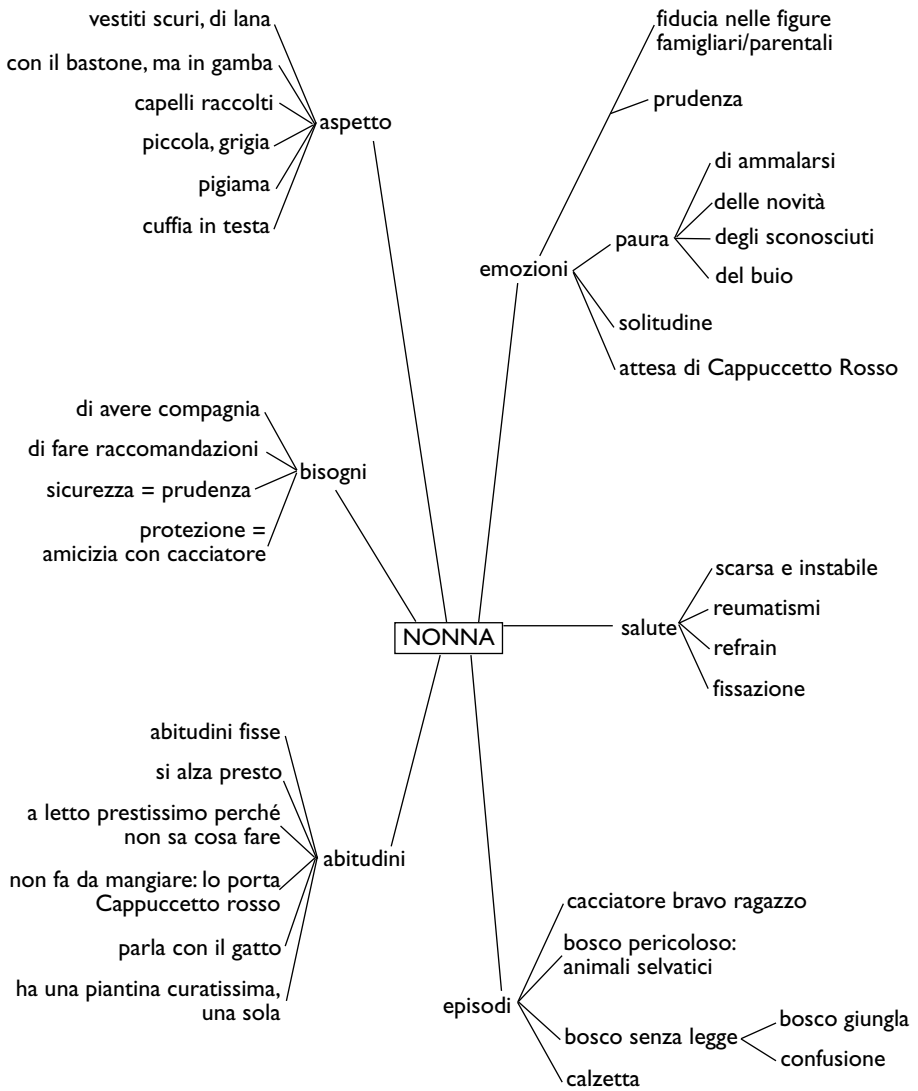 vestiti scuri, di lana
con il bastone, ma in gamba
capelli raccolti
piccola, grigia
pigiama
cuffia in testa
aspetto
fiducia nelle figure
famigliari/parentali
prudenza
di ammalarsi
delle novità
degli sconosciuti
del buio
paura
emozioni
solitudine
attesa di Cappuccetto Rosso
di avere compagnia
di fare raccomandazioni
sicurezza = prudenza
protezione =
amicizia con cacciatore
bisogni
NONNA
scarsa e instabile
reumatismi
refrain
fissazione
salute
abitudini fisse
si alza presto
a letto prestissimo perché
non sa cosa fare
non fa da mangiare: lo porta
Cappuccetto rosso
parla con il gatto
ha una piantina curatissima,
una sola
abitudini
cacciatore bravo ragazzo
bosco pericoloso:
animali selvatici
episodi
bosco senza legge
bosco giungla
confusione
calzetta